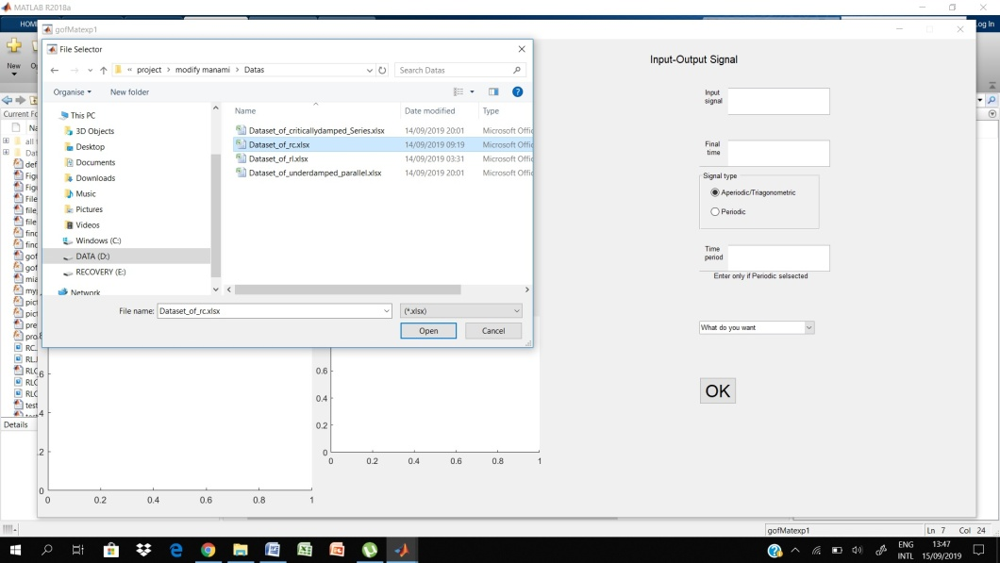 MATLAB R2018a
HOM
Log In
gofMatexp1
New
File Selector
« project > modify manami > Datas
Search Datas
Organise
New folder
Name
Date modified
Type
This PC
3D Objects
Desktop
Documents
Downloads
Music
Pictures
Videos
Windows (C:)
DATA (D:)
RECOVERY (E:)
Network
Dataset_of_criticallydamped_Series.xlsx 14/09/2019 20:01 Microsoft Offic
Dataset_of_rc.xlsx 14/09/2019 09:19 Microsoft Offic
Dataset_of_rl.xlsx 14/09/2019 03:31 Microsoft Offic
Dataset_of_underdamped_parallel.xlsx 14/09/2019 20:01 Microsoft Offic
File name: Dataset_of_rc.xlsx
(*.xlsx)
Open
Cancel
Input-Output Signal
Input signal
Final time
Signal type
Aperiodic/Triagonometric
Periodic
Time period
Enter only if Periodic selsected
What do you want
OK
Current Fo
Na
all
Dat
def
Figu
Figu
File
file
file
find
find
gof
gof
mia
my
pict
pict
pre
pro
RC.
RL.
RLC
RLC
RLC
test
Details
0.6
0.4
0.2
0
0 0.2 0.4 0.6 0.8 1
0
0 0.2 0.4 0.6 0.8 1
gofMatexp1
Ln 7 Col 24
ENG
INTL
13:47
15/09/2019